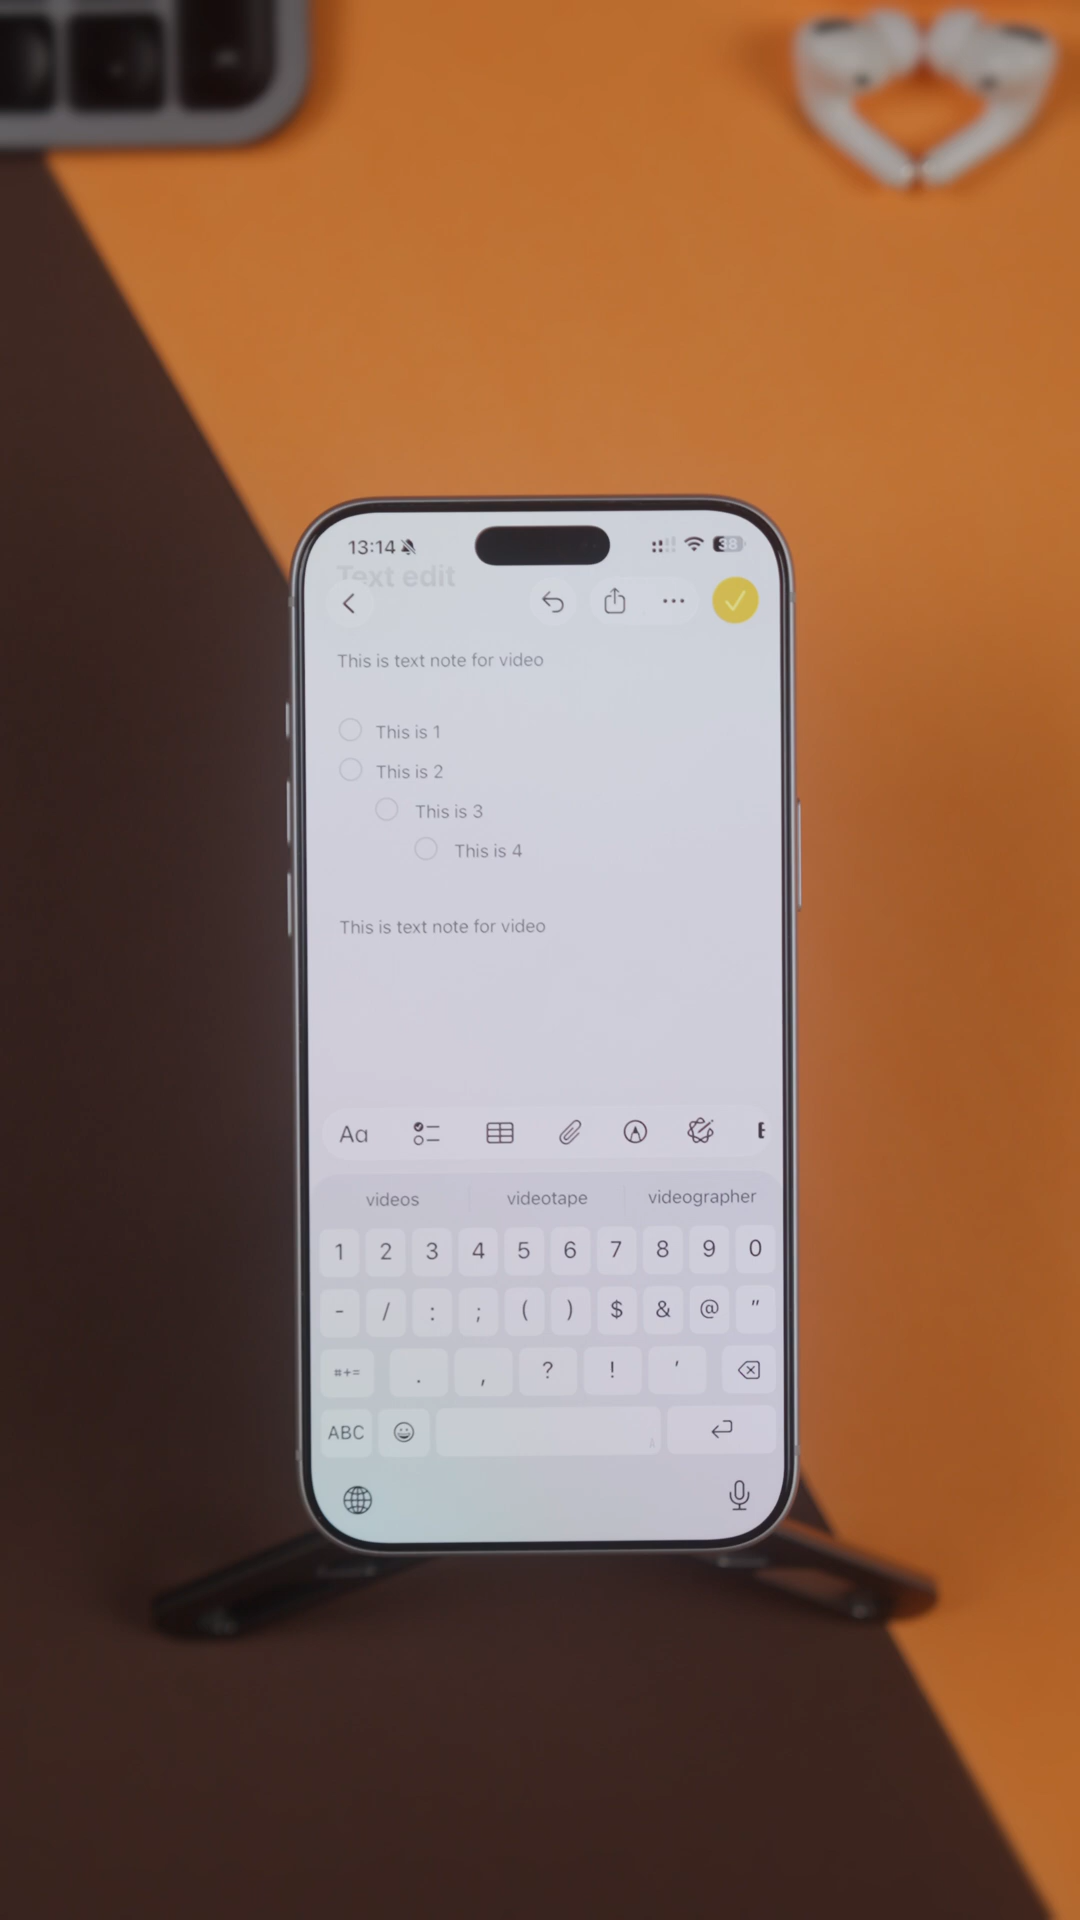 13:14
38
Text edit
This is text note for video
This is 1
This is 2
This is 3
This is 4
This is text note for video
Aa
videos videotape videographer
1 2 3 4 5 6 7 8 9 0
- / : ; ( ) $ & @ "
#+= . , ? ! '
ABC